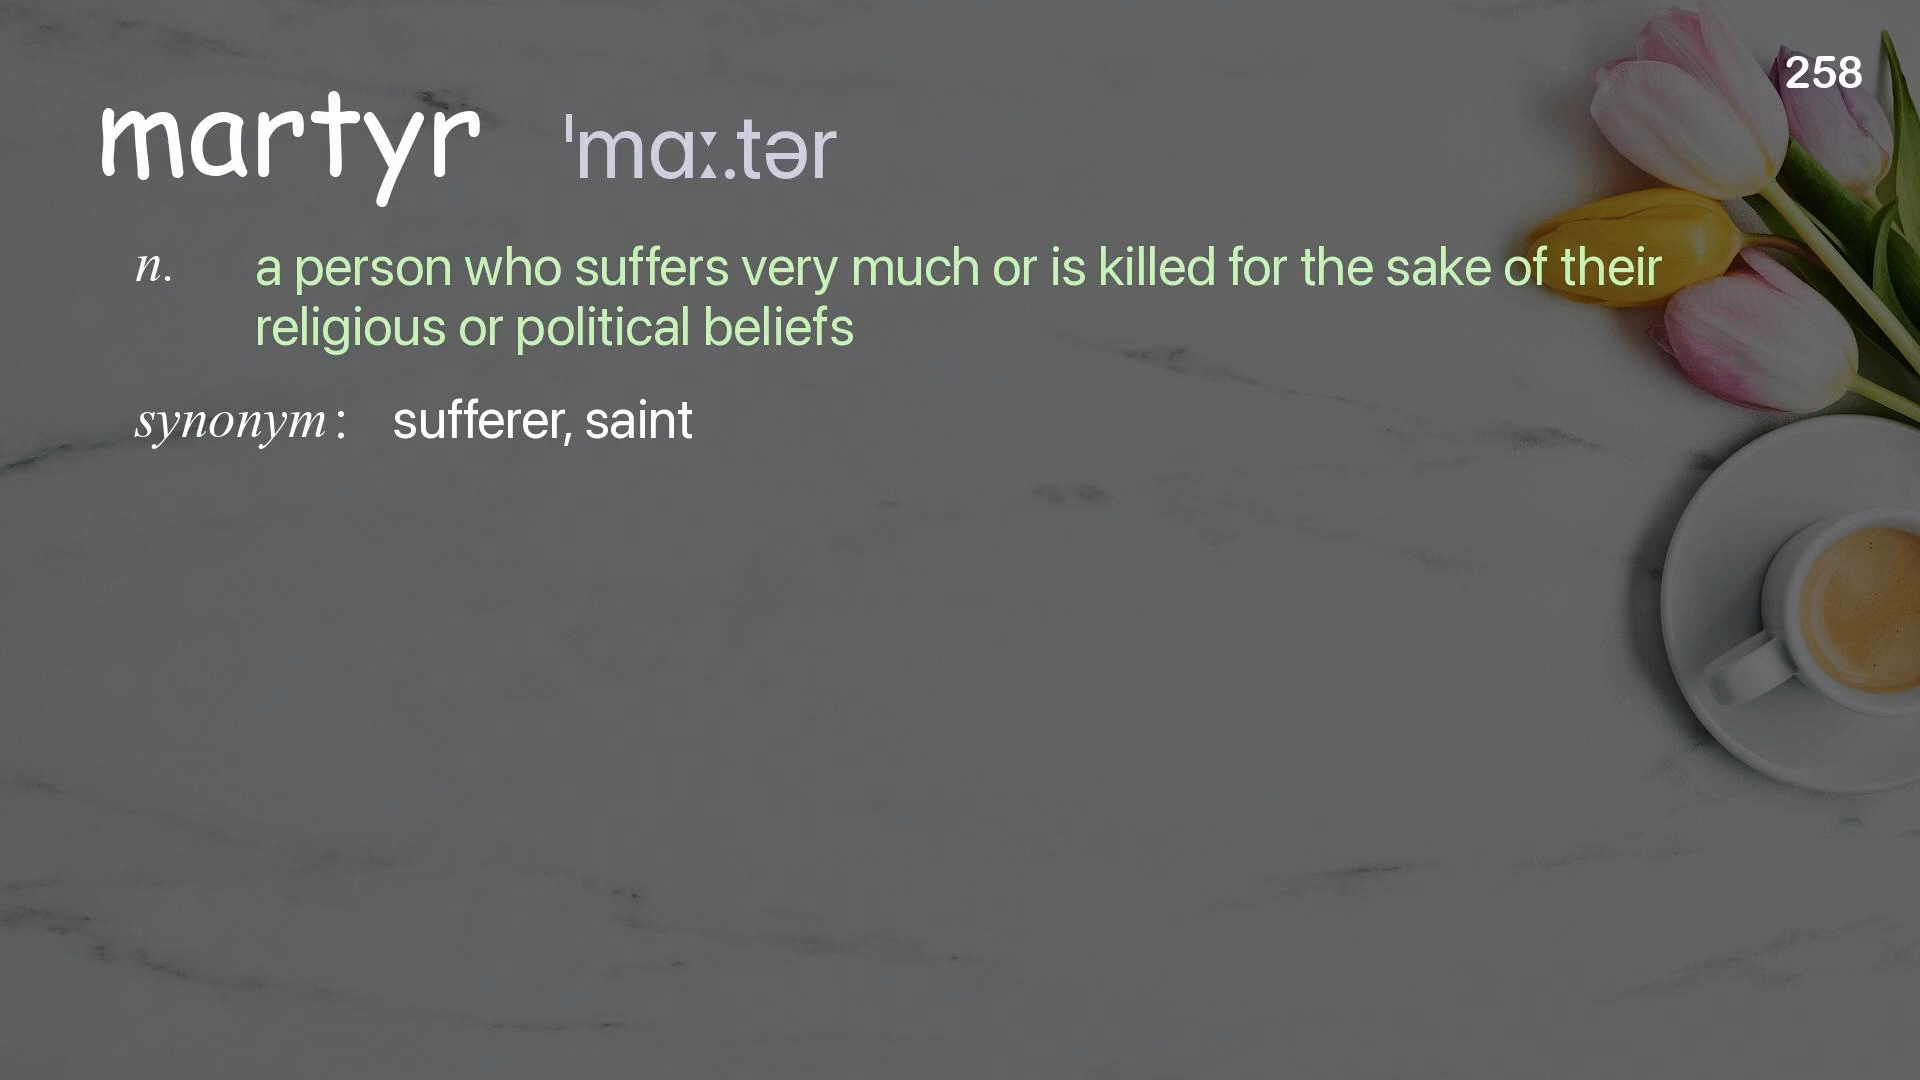 258
martyr ˈmɑː.tər
n. a person who suffers very much or is killed for the sake of their
religious or political beliefs
synonym : sufferer, saint